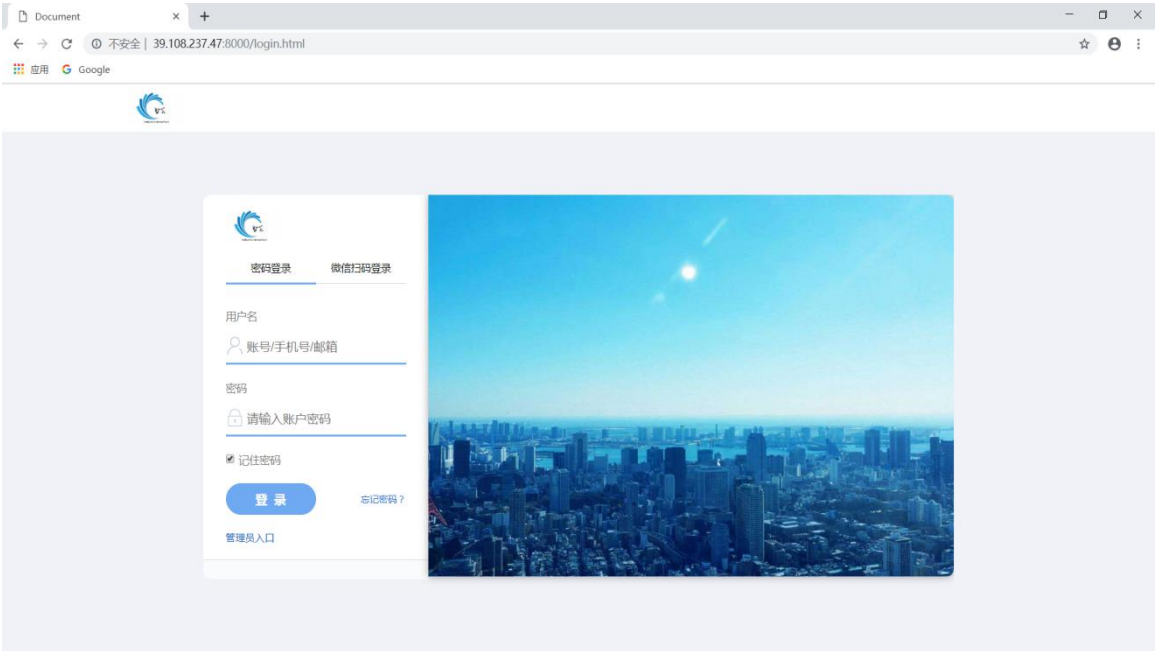 Document
不安全 | 39.108.237.47:8000/login.html
应用 Google
密码登录 微信扫码登录
用户名
账号/手机号/邮箱
密码
请输入账户密码
记住密码
登录 忘记密码？
管理员入口